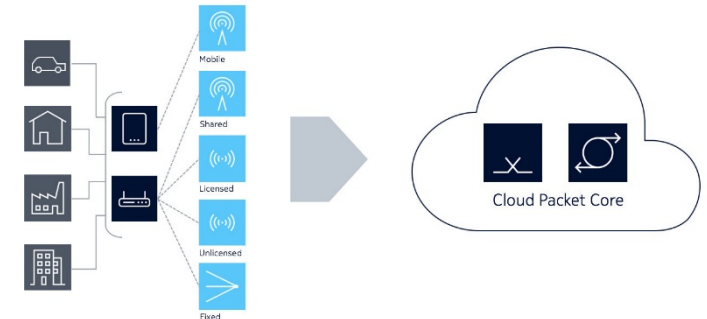 Mobile
Shared
Licensed
Unlicensed
Fixed
Cloud Packet Core